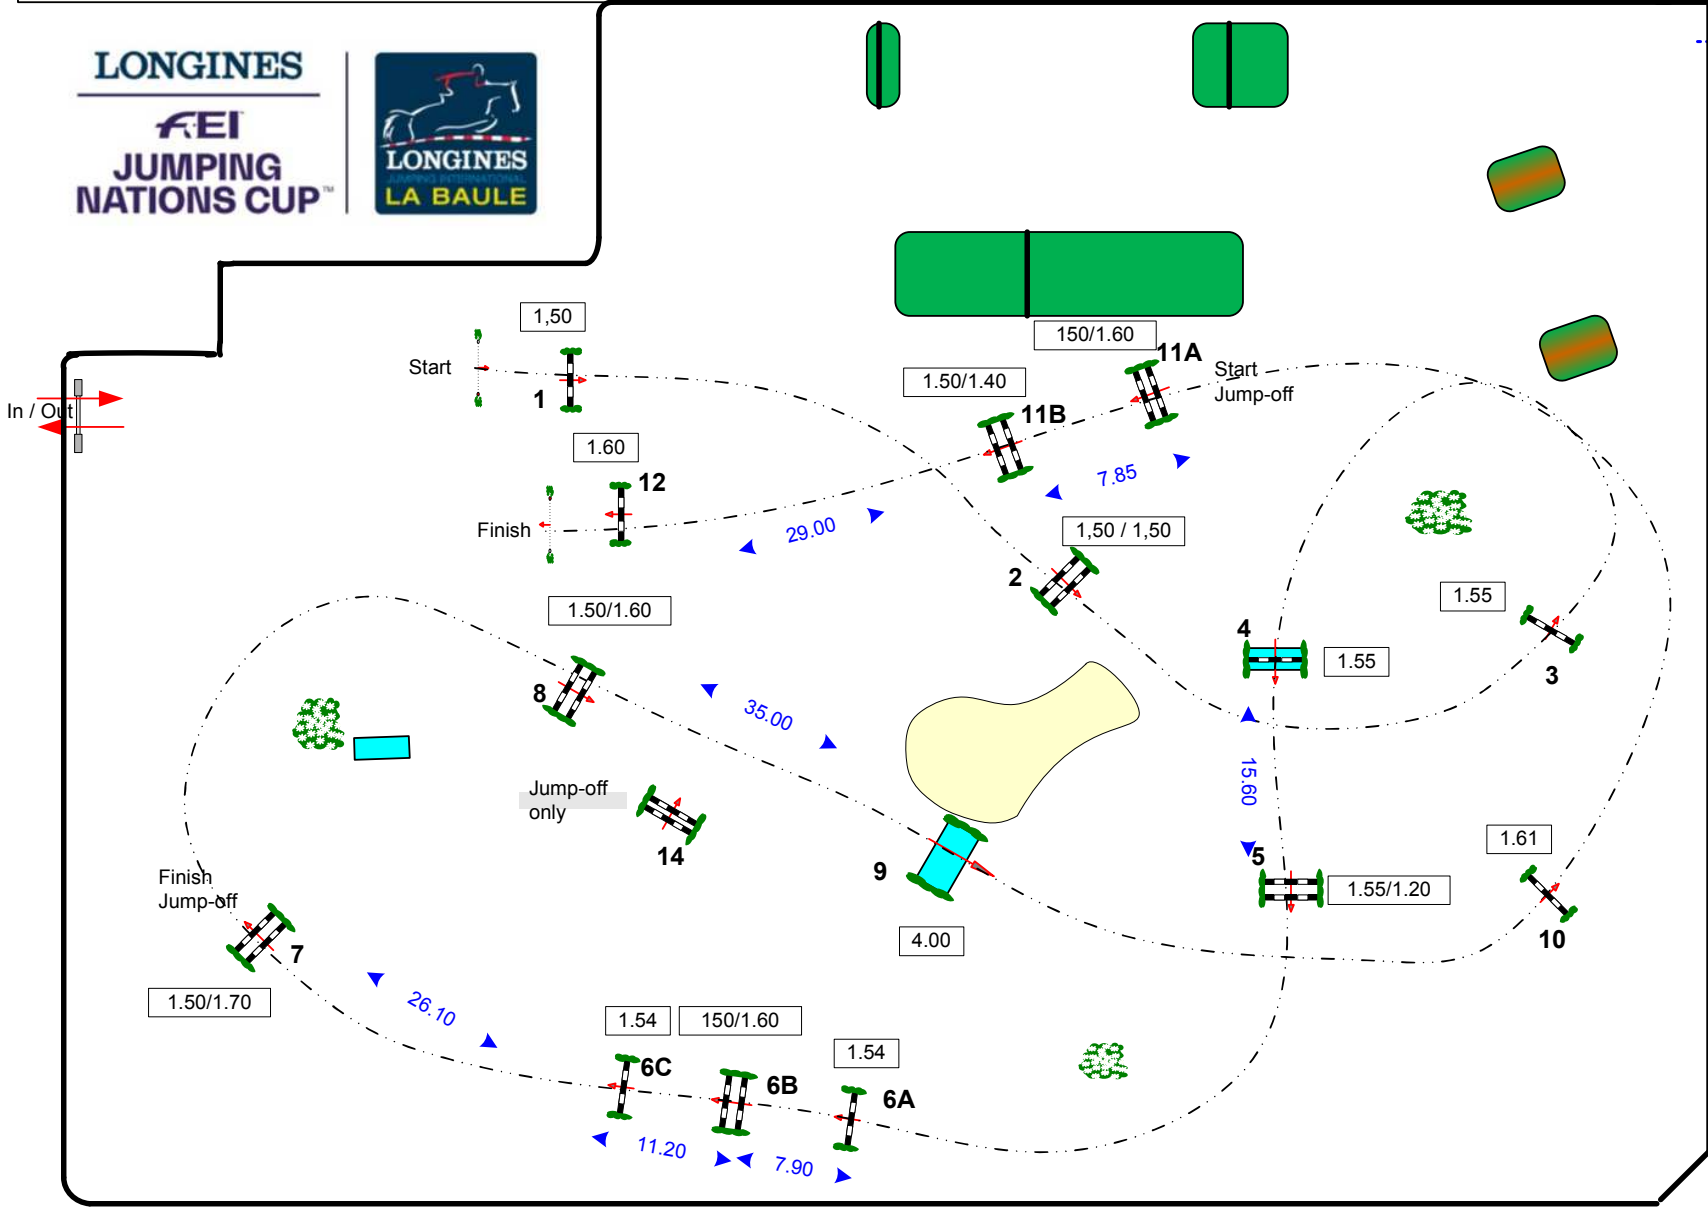 LONGINES
FEI
JUMPING
NATIONS CUP™
LONGINES
JUMPING INTERNATIONAL
LA BAULE
1,50
Start
1
In / Out
1.60
12
Finish
150/1.60
11A
Start
Jump-off
1.50/1.40
11B
7.85
29.00
1,50 / 1,50
2
1.50/1.60
8
35.00
4
1.55
1.55
3
15.60
Jump-off
only
14
9
4.00
5
1.55/1.20
1.61
10
Finish
Jump-off
7
1.50/1.70
26.10
1.54
150/1.60
1.54
6C
6B
6A
11.20
7.90